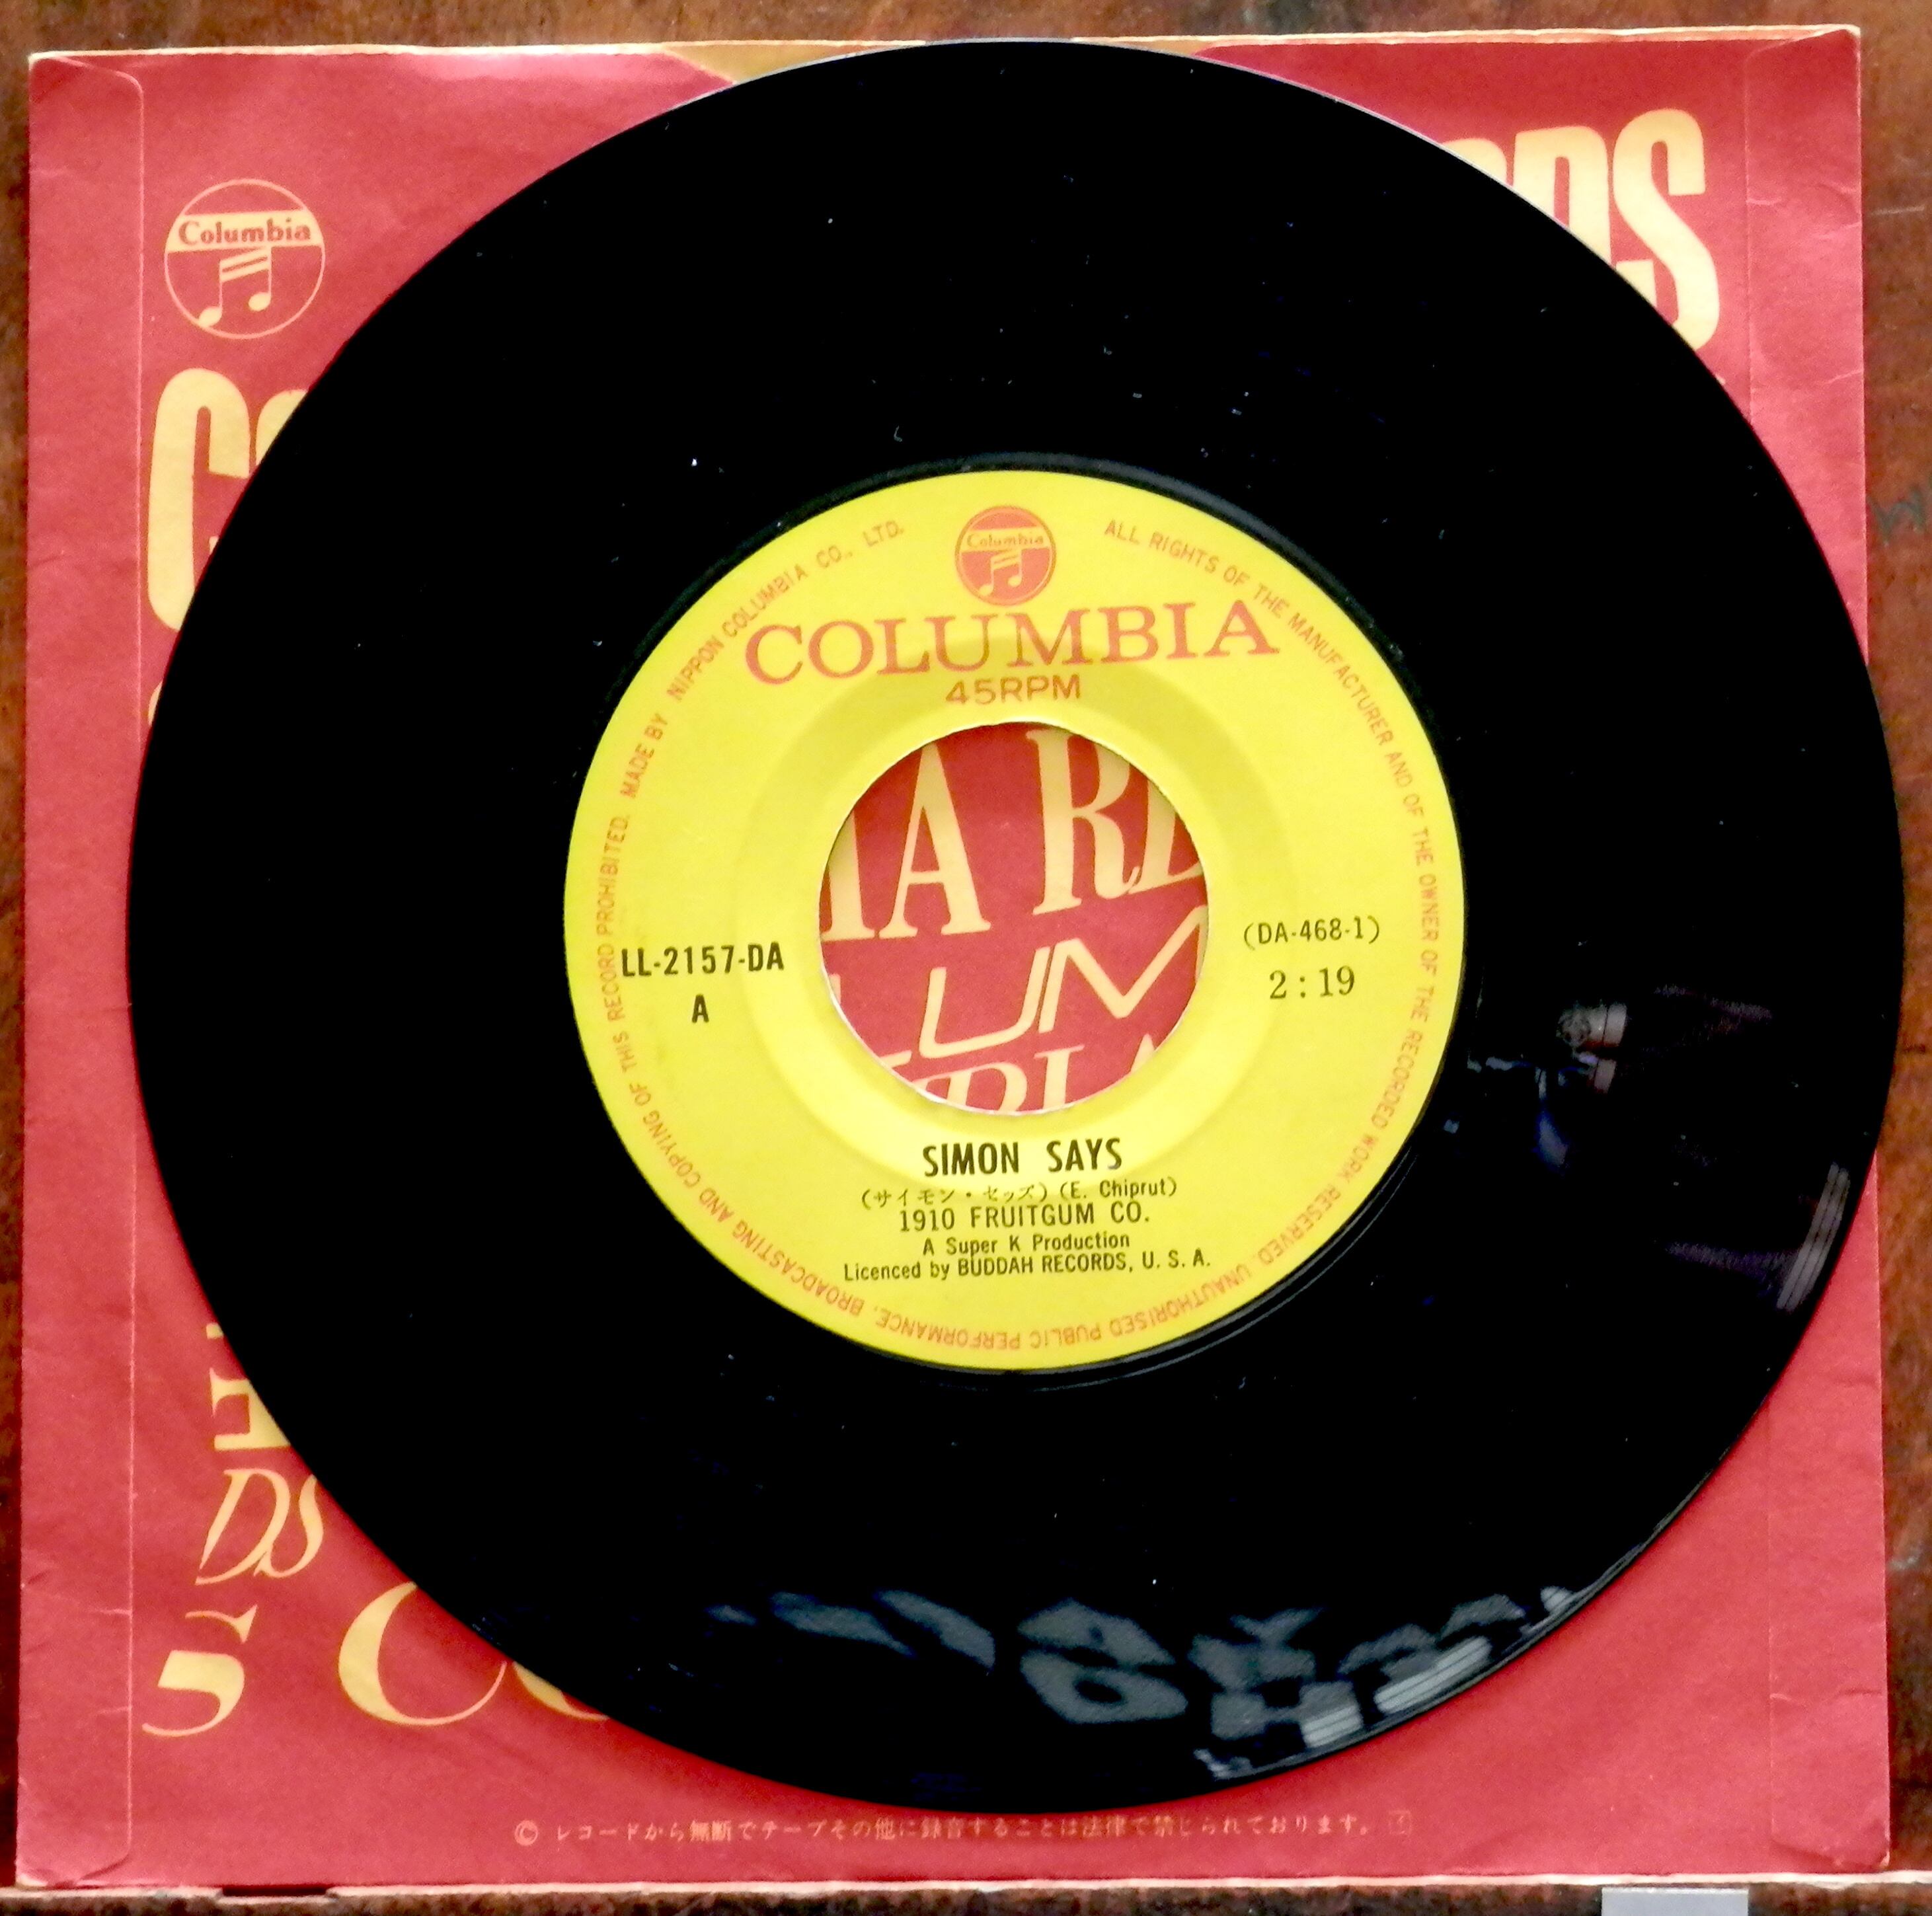 Columbia
Columbia
COLUMBIA
45RPM
MADE BY NIPPON COLUMBIA CO., LTD.
ALL RIGHTS OF THE MANUFACTURER AND OF THE OWNER OF THE RECORDED WORK RESERVED. UNAUTHORISED PUBLIC PERFORMANCE, BROADCASTING AND COPYING OF THIS RECORD PROHIBITED.
LL-2157-DA
A
(DA-468-1)
2:19
SIMON SAYS
(サイモン・セッズ) (E. Chiprut)
1910 FRUITGUM CO.
A Super K Production
Licenced by BUDDAH RECORDS, U. S. A.
DS
© レコードから無断でテープその他に録音することは法律で禁じられております。